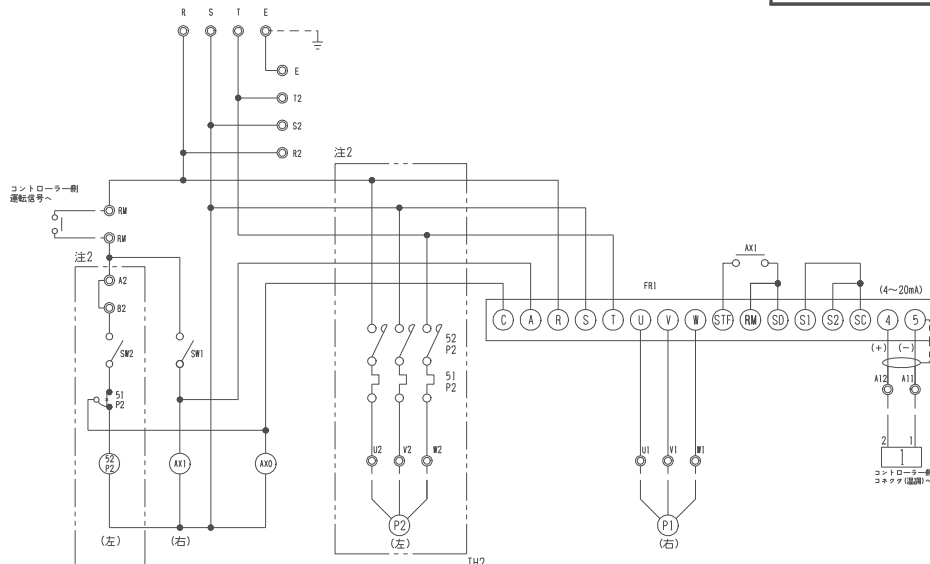 R S T E
E
T2
S2
R2
注2
コントローラー側
運転信号へ
RM
RM
注2
A2
B2
SW2
SW1
51
P2
52
P2
AX1
AX0
(左)
(右)
52
P2
51
P2
U2 V2 W2
P2
(左)
TH2
FR1
AX1
(4～20mA)
C A R S T U V W STF RM SD S1 S2 SC 4 5
(+) (-)
A12 A11
2 1
1
コントローラー側
コネクタ(温調)へ
U1 V1 W1
P1
(右)